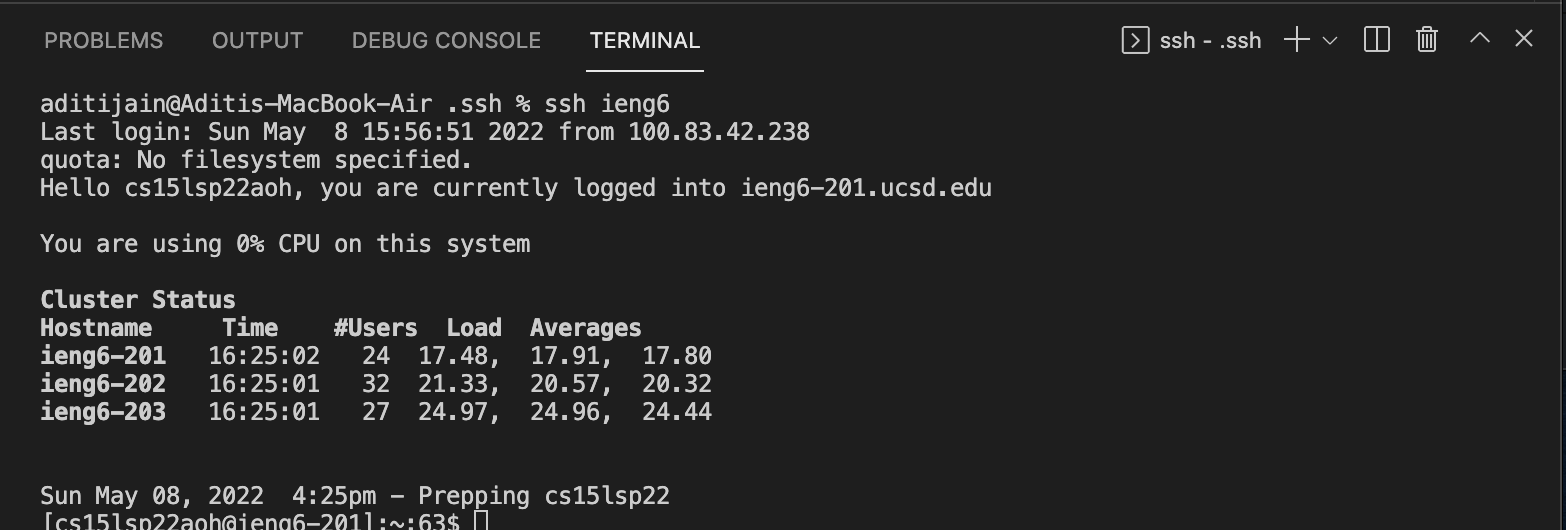 PROBLEMS OUTPUT DEBUG CONSOLE TERMINAL ssh - .ssh
aditijain@Aditis-MacBook-Air .ssh % ssh ieng6
Last login: Sun May  8 15:56:51 2022 from 100.83.42.238
quota: No filesystem specified.
Hello cs15lsp22aoh, you are currently logged into ieng6-201.ucsd.edu
You are using 0% CPU on this system
Cluster Status
Hostname     Time    #Users  Load  Averages
ieng6-201   16:25:02   24  17.48,  17.91,  17.80
ieng6-202   16:25:01   32  21.33,  20.57,  20.32
ieng6-203   16:25:01   27  24.97,  24.96,  24.44
Sun May 08, 2022  4:25pm - Prepping cs15lsp22
[cs15lsp22aoh@ieng6-201]:~:63$